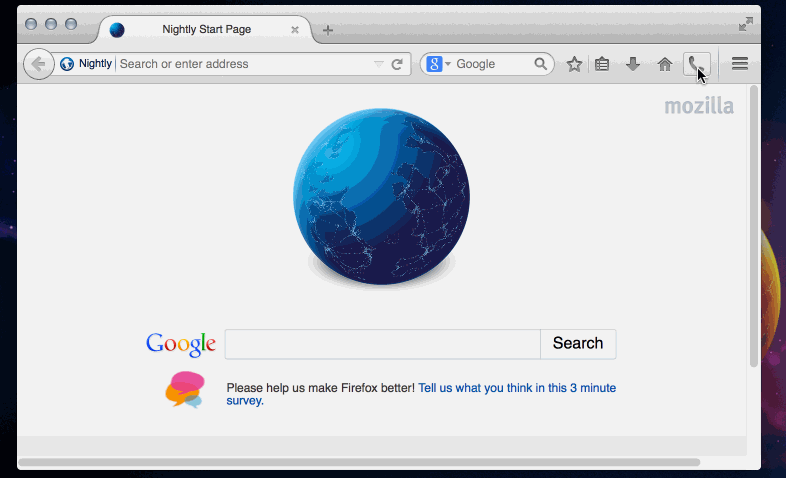 Nightly Start Page
Nightly Search or enter address
8 Google
mozilla
Google
Search
Please help us make Firefox better! Tell us what you think in this 3 minute
survey.